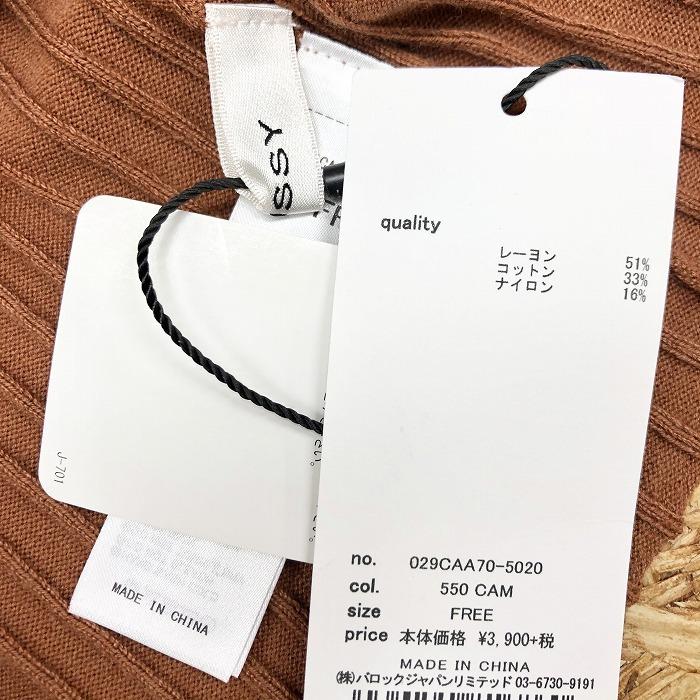 SSY
quality
レーヨン 51%
コットン 33%
ナイロン 16%
J-701
MADE IN CHINA
no. 029CAA70-5020
col. 550 CAM
size FREE
price 本体価格 ¥3,900+税
MADE IN CHINA
(株)バロックジャパンリミテッド 03-6730-9191